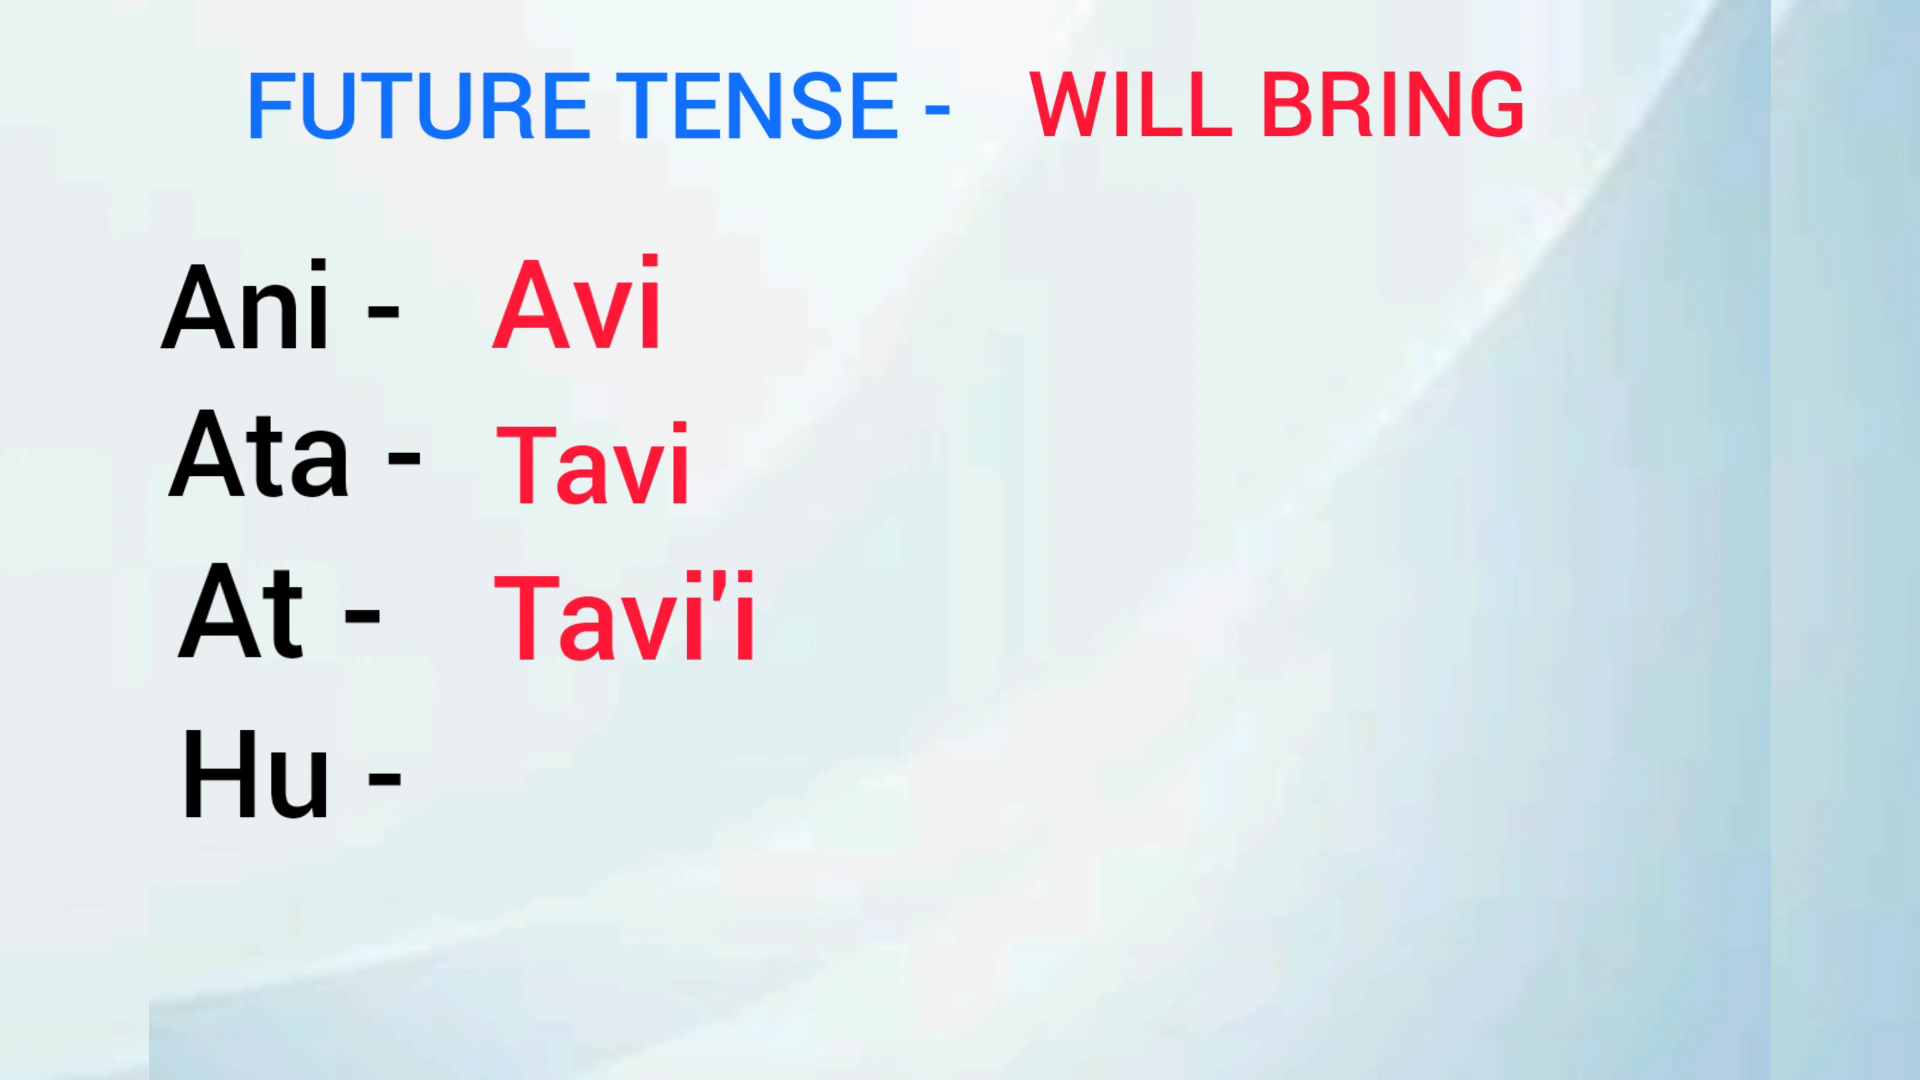 FUTURE TENSE - WILL BRING
Ani - Avi
Ata - Tavi
At - Tavi'i
Hu -